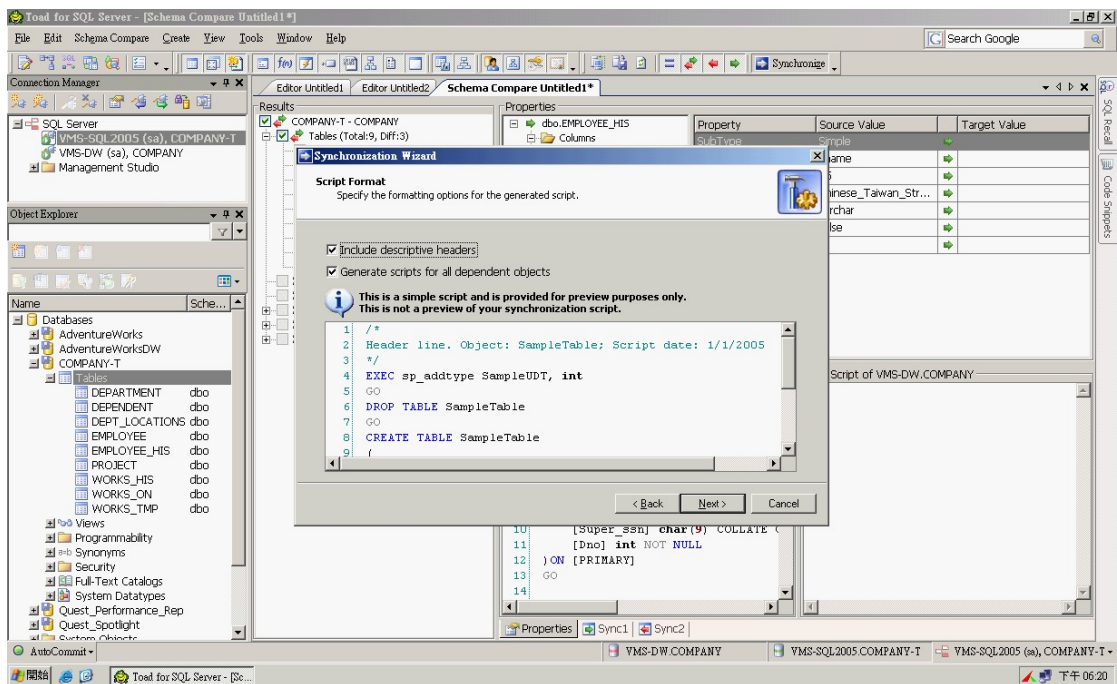 Toad for SQL Server - [Schema Compare Untitled1*]
File Edit Schema Compare Create View Tools Window Help
Search Google
Synchronize
Connection Manager
SQL Server
VMS-SQL2005 (sa), COMPANY-T
VMS-DW (sa), COMPANY
Management Studio
Object Explorer
Name Sche...
Databases
AdventureWorks
AdventureWorksDW
COMPANY-T
Tables
DEPARTMENT dbo
DEPENDENT dbo
DEPT_LOCATIONS dbo
EMPLOYEE dbo
EMPLOYEE_HIS dbo
PROJECT dbo
WORKS_HIS dbo
WORKS_ON dbo
WORKS_TMP dbo
Views
Programmability
Synonyms
Security
Full-Text Catalogs
System Datatypes
Quest_Performance_Rep
Quest_Spotlight
System Objects
Editor Untitled1 Editor Untitled2 Schema Compare Untitled1*
Results
COMPANY-T - COMPANY
Tables (Total:9, Diff:3)
Properties
dbo.EMPLOYEE_HIS
Columns
Property Source Value Target Value
SubType Simple
name
hinese_Taiwan_Str...
rchar
lse
Synchronization Wizard
Script Format
Specify the formatting options for the generated script.
Include descriptive headers
Generate scripts for all dependent objects
This is a simple script and is provided for preview purposes only.
This is not a preview of your synchronization script.
1 /*
2 Header line. Object: SampleTable; Script date: 1/1/2005
3 */
4 EXEC sp_addtype SampleUDT, int
5 GO
6 DROP TABLE SampleTable
7 GO
8 CREATE TABLE SampleTable
9 (
< Back Next > Cancel
Script of VMS-DW.COMPANY
10 [Super_ssn] char(9) COLLATE
11 [Dno] int NOT NULL
12 ) ON [PRIMARY]
13 GO
14
Properties Sync1 Sync2
SQL Recall
Code Snippets
AutoCommit
VMS-DW.COMPANY
VMS-SQL2005.COMPANY-T
VMS-SQL2005 (sa), COMPANY-T
開始
Toad for SQL Server - [Sc...
下午 06:20